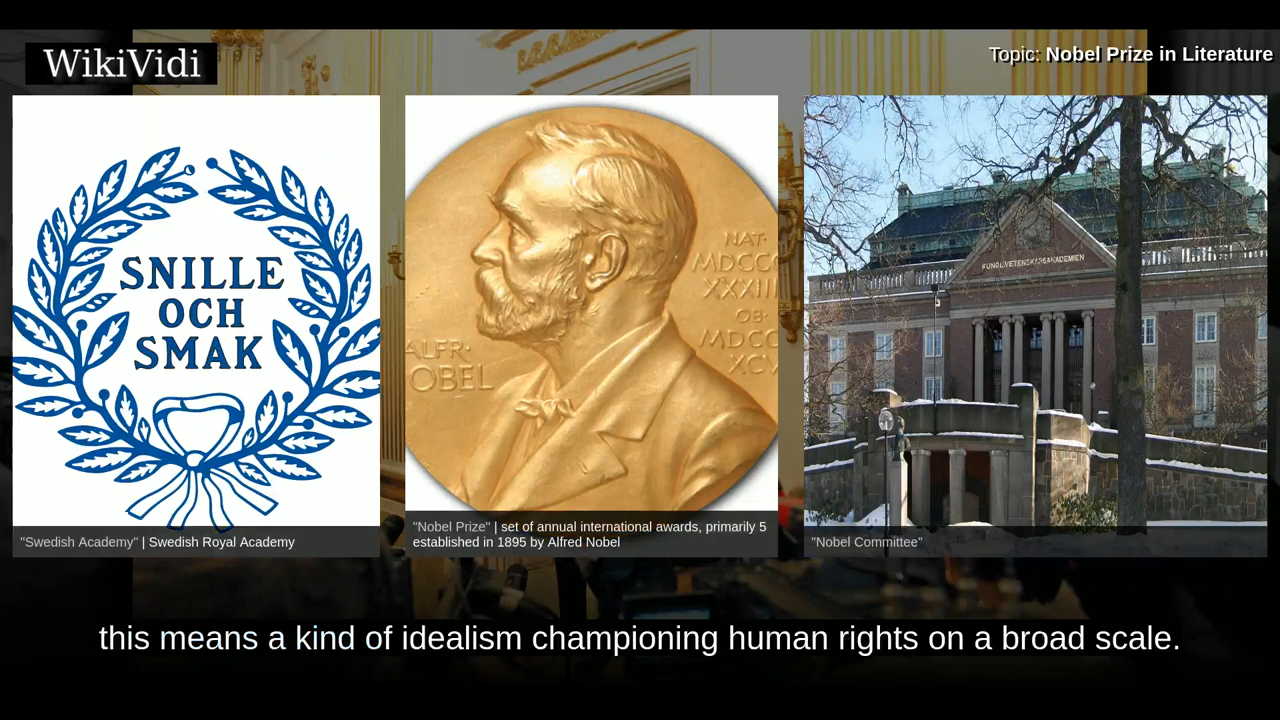 WikiVidi
Topic: Nobel Prize in Literature
SNILLE
OCH
SMAK
ALFR·
NOBEL
NAT·
MDCCC
XXXIII
OB·
MDCCC
XCV
KUNGL.VETENSKAPSAKADEMIEN
"Swedish Academy" | Swedish Royal Academy
"Nobel Prize" | set of annual international awards, primarily 5
established in 1895 by Alfred Nobel
"Nobel Committee"
this means a kind of idealism championing human rights on a broad scale.